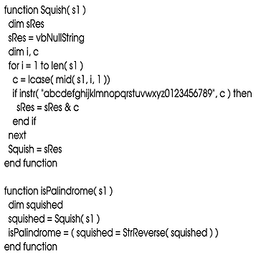 function Squish( s1 )
dim sRes
sRes = vbNullString
dim i, c
for i = 1 to len( s1 )
c = lcase( mid( s1, i, 1 ))
if instr( "abcdefghijklmnopqrstuvwxyz0123456789", c ) then
sRes = sRes & c
end if
next
Squish = sRes
end function
function isPalindrome( s1 )
dim squished
squished = Squish( s1 )
isPalindrome = ( squished = StrReverse( squished ) )
end function